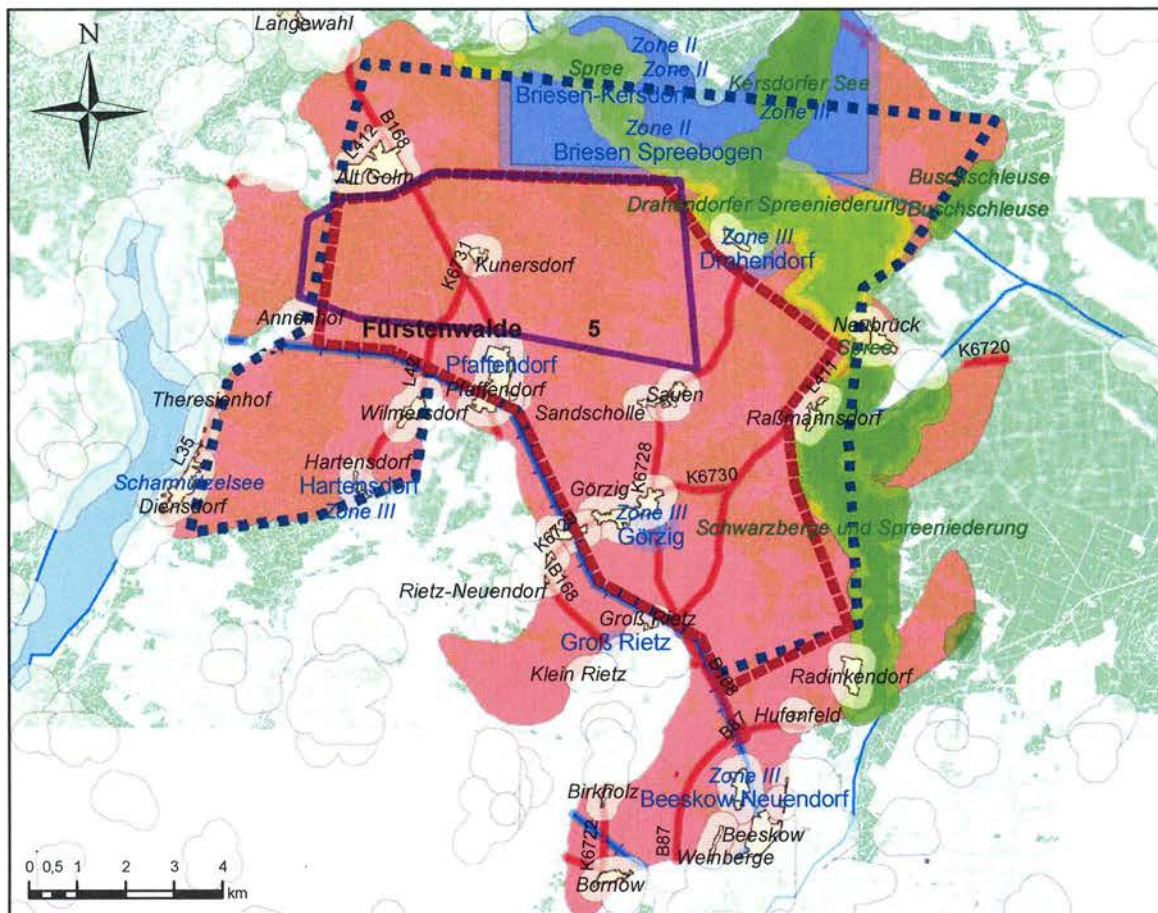 Langewahl
N
Zone II
Spree
Zone II
Kersdorfer See
Briesen-Kersdorf
Zone III
B168
L412
Zone II
Briesen Spreebogen
Alt Golm
Buschschleuse
Drahendorfer Spreeniederung
Buschschleuse
Zone III
Drahendorf
K6731
Kunersdorf
Annenhof
Fürstenwalde
5
Neubrück
Spree
K6720
Pfaffendorf
L42
Theresienhof
Pfaffendorf
Sauen
L411
Wilmersdorf
Sandscholle
Raßmannsdorf
L35
Hartensdorf
K6728
K6730
Scharmützelsee
Hartensdorf
Diensdorf
Zone III
Görzig
Zone III
Schwarzberge und Spreeniederung
Görzig
B168
Rietz-Neuendorf
Groß Rietz
Groß Rietz
Klein Rietz
B168
Radinkendorf
Hufenfeld
B87
Zone III
Birkholz
Beeskow Neuendorf
Beeskow
K6722
B87
Weinberge
Bornow
0 0,5 1 2 3 4
km